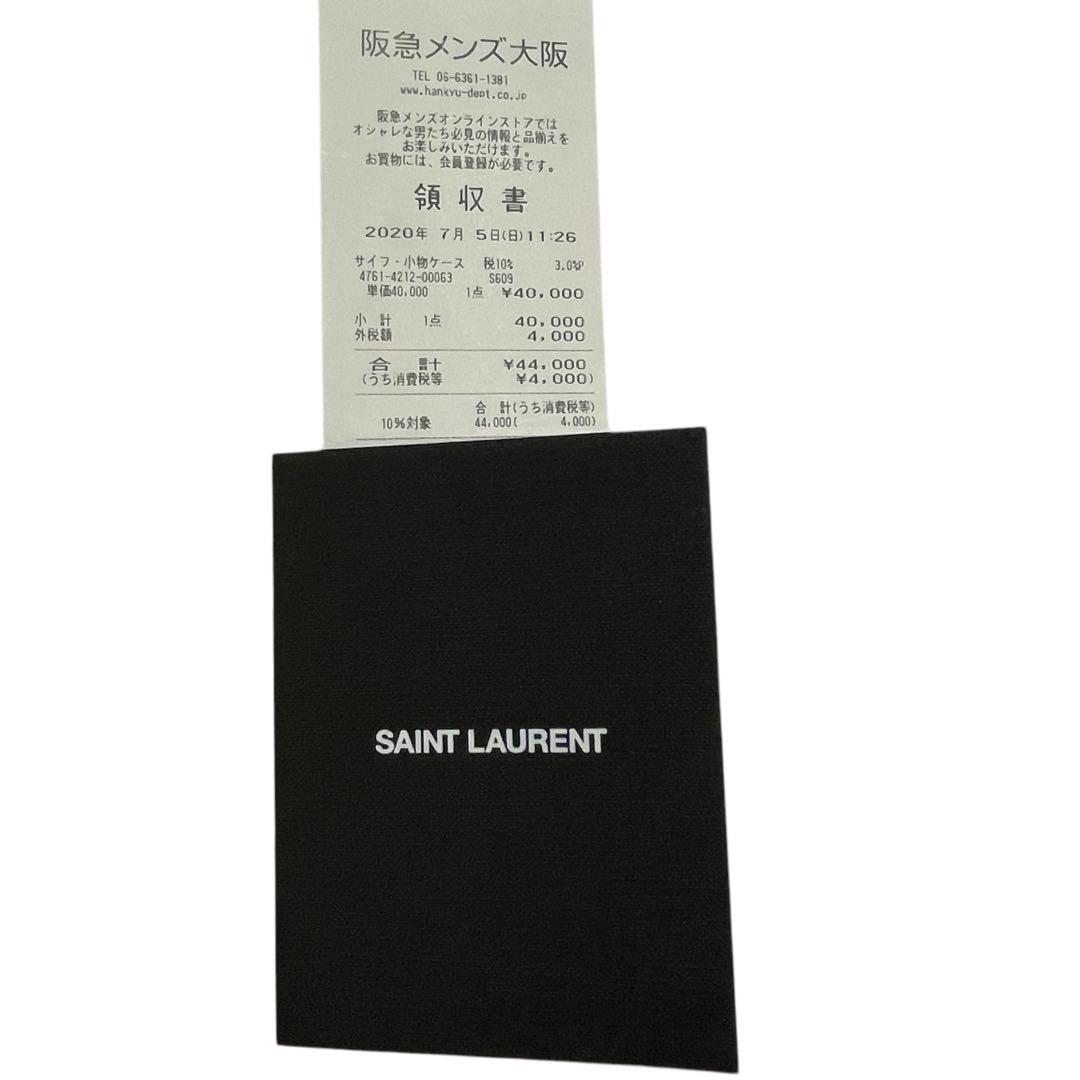 阪急メンズ大阪
TEL 06-6361-1381
www.hankyu-dept.co.jp
阪急メンズオンラインストアでは
オシャレな男たち必見の情報と品揃えを
お楽しみいただけます。
お買物には、会員登録が必要です。
領収書
2020年 7月 5日(日)11:26
サイフ・小物ケース 税10% 3.0%P
4761-4212-00063 S609
単価40,000 1点 ¥40,000
小 計 1点 40,000
外税額 4,000
合 計 ¥44,000
(うち消費税等 ¥4,000)
合 計(うち消費税等)
10%対象 44,000( 4,000)
SAINT LAURENT